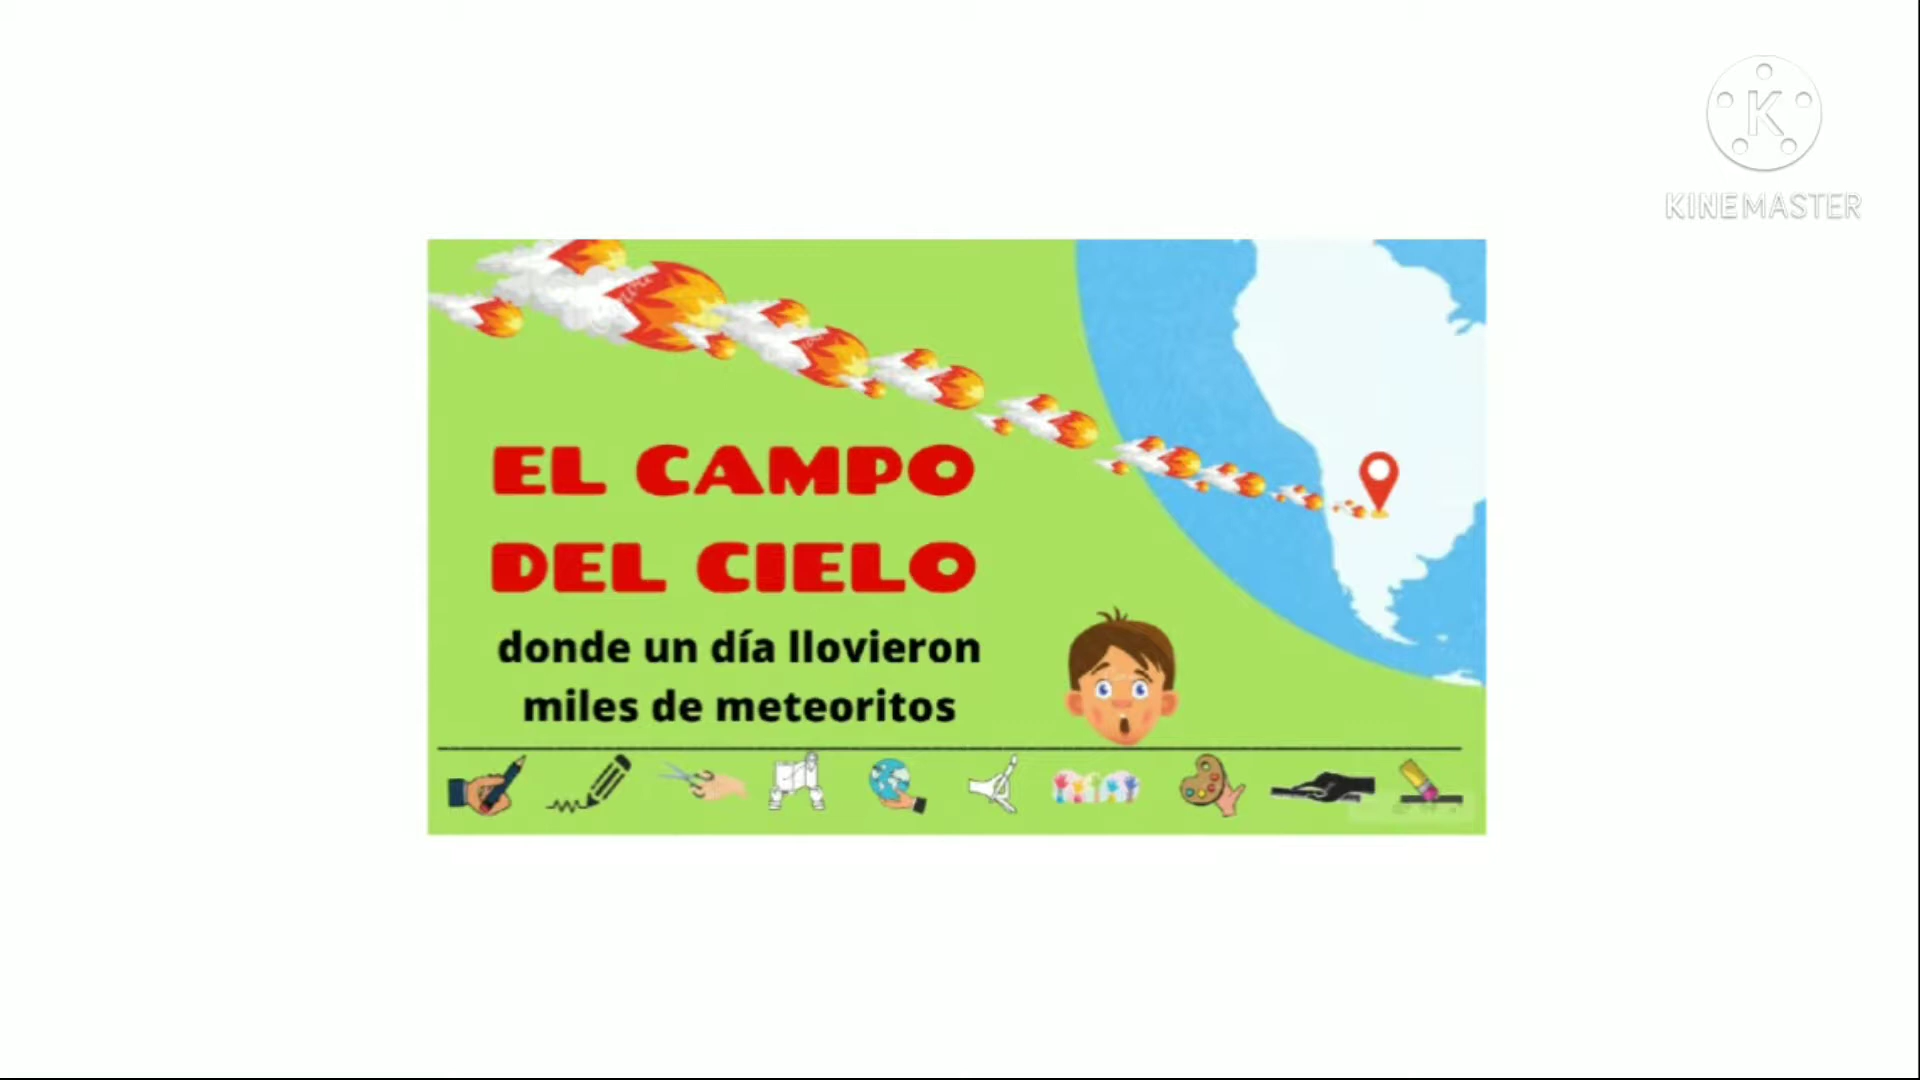 K
KINEMASTER
EL CAMPO
DEL CIELO
donde un día llovieron
miles de meteoritos